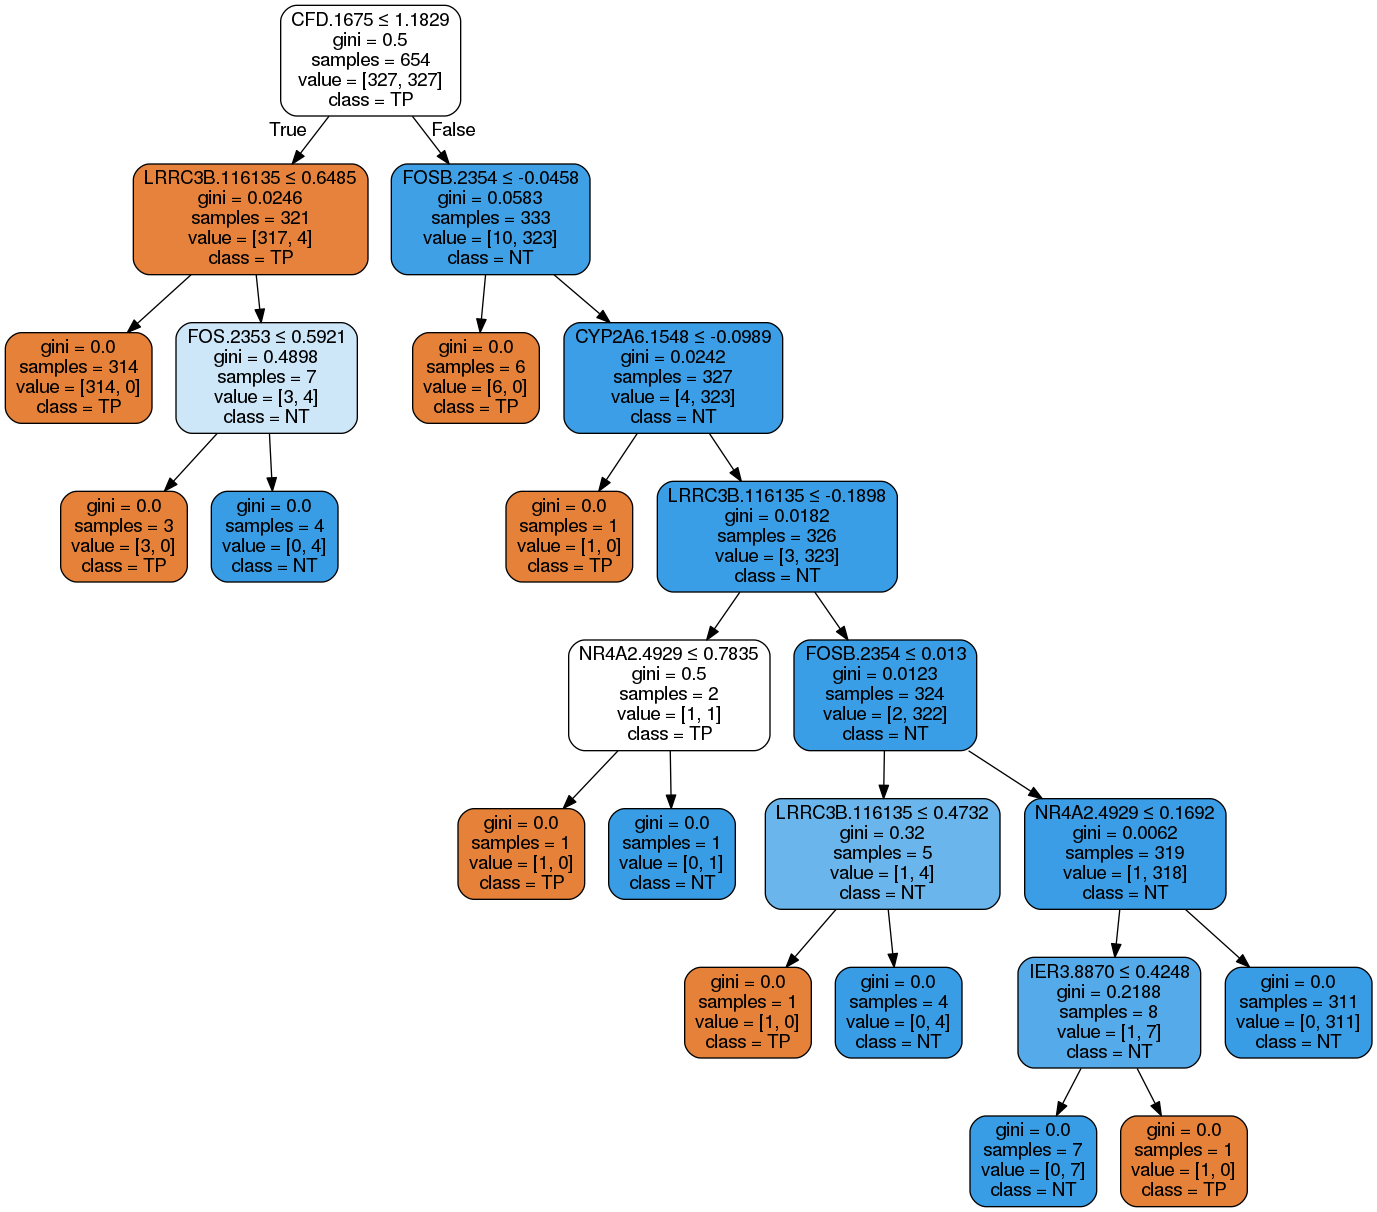 CFD.1675 ≤ 1.1829
gini = 0.5
samples = 654
value = [327, 327]
class = TP
True
False
LRRC3B.116135 ≤ 0.6485
gini = 0.0246
samples = 321
value = [317, 4]
class = TP
FOSB.2354 ≤ -0.0458
gini = 0.0583
samples = 333
value = [10, 323]
class = NT
gini = 0.0
samples = 314
value = [314, 0]
class = TP
FOS.2353 ≤ 0.5921
gini = 0.4898
samples = 7
value = [3, 4]
class = NT
gini = 0.0
samples = 6
value = [6, 0]
class = TP
CYP2A6.1548 ≤ -0.0989
gini = 0.0242
samples = 327
value = [4, 323]
class = NT
gini = 0.0
samples = 3
value = [3, 0]
class = TP
gini = 0.0
samples = 4
value = [0, 4]
class = NT
gini = 0.0
samples = 1
value = [1, 0]
class = TP
LRRC3B.116135 ≤ -0.1898
gini = 0.0182
samples = 326
value = [3, 323]
class = NT
NR4A2.4929 ≤ 0.7835
gini = 0.5
samples = 2
value = [1, 1]
class = TP
FOSB.2354 ≤ 0.013
gini = 0.0123
samples = 324
value = [2, 322]
class = NT
gini = 0.0
samples = 1
value = [1, 0]
class = TP
gini = 0.0
samples = 1
value = [0, 1]
class = NT
LRRC3B.116135 ≤ 0.4732
gini = 0.32
samples = 5
value = [1, 4]
class = NT
NR4A2.4929 ≤ 0.1692
gini = 0.0062
samples = 319
value = [1, 318]
class = NT
gini = 0.0
samples = 1
value = [1, 0]
class = TP
gini = 0.0
samples = 4
value = [0, 4]
class = NT
IER3.8870 ≤ 0.4248
gini = 0.2188
samples = 8
value = [1, 7]
class = NT
gini = 0.0
samples = 311
value = [0, 311]
class = NT
gini = 0.0
samples = 7
value = [0, 7]
class = NT
gini = 0.0
samples = 1
value = [1, 0]
class = TP